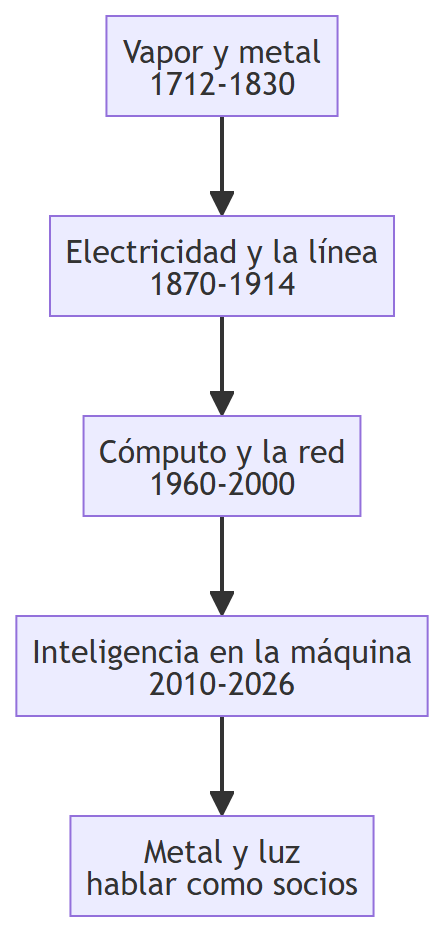 Vapor y metal
1712-1830
Electricidad y la línea
1870-1914
Cómputo y la red
1960-2000
Inteligencia en la máquina
2010-2026
Metal y luz
hablar como socios